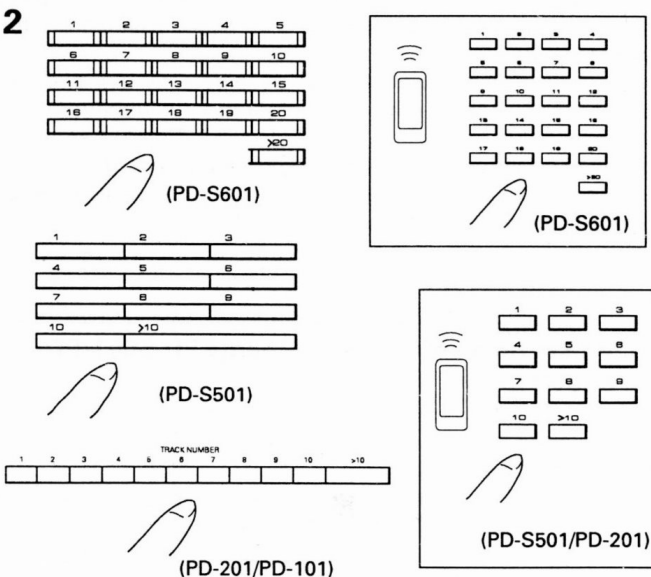 2
1 2 3 4 5
6 7 8 9 10
11 12 13 14 15
16 17 18 19 20
>20
(PD-S601)
1 2 3
4 5 6
7 8 9
10 >10
(PD-S501)
TRACK NUMBER
1 2 3 4 5 6 7 8 9 10 >10
(PD-201/PD-101)
1 2 3 4
5 6 7 8
9 10 11 12
13 14 15 16
17 18 19 20
>20
(PD-S601)
1 2 3
4 5 6
7 8 9
10 >10
(PD-S501/PD-201)